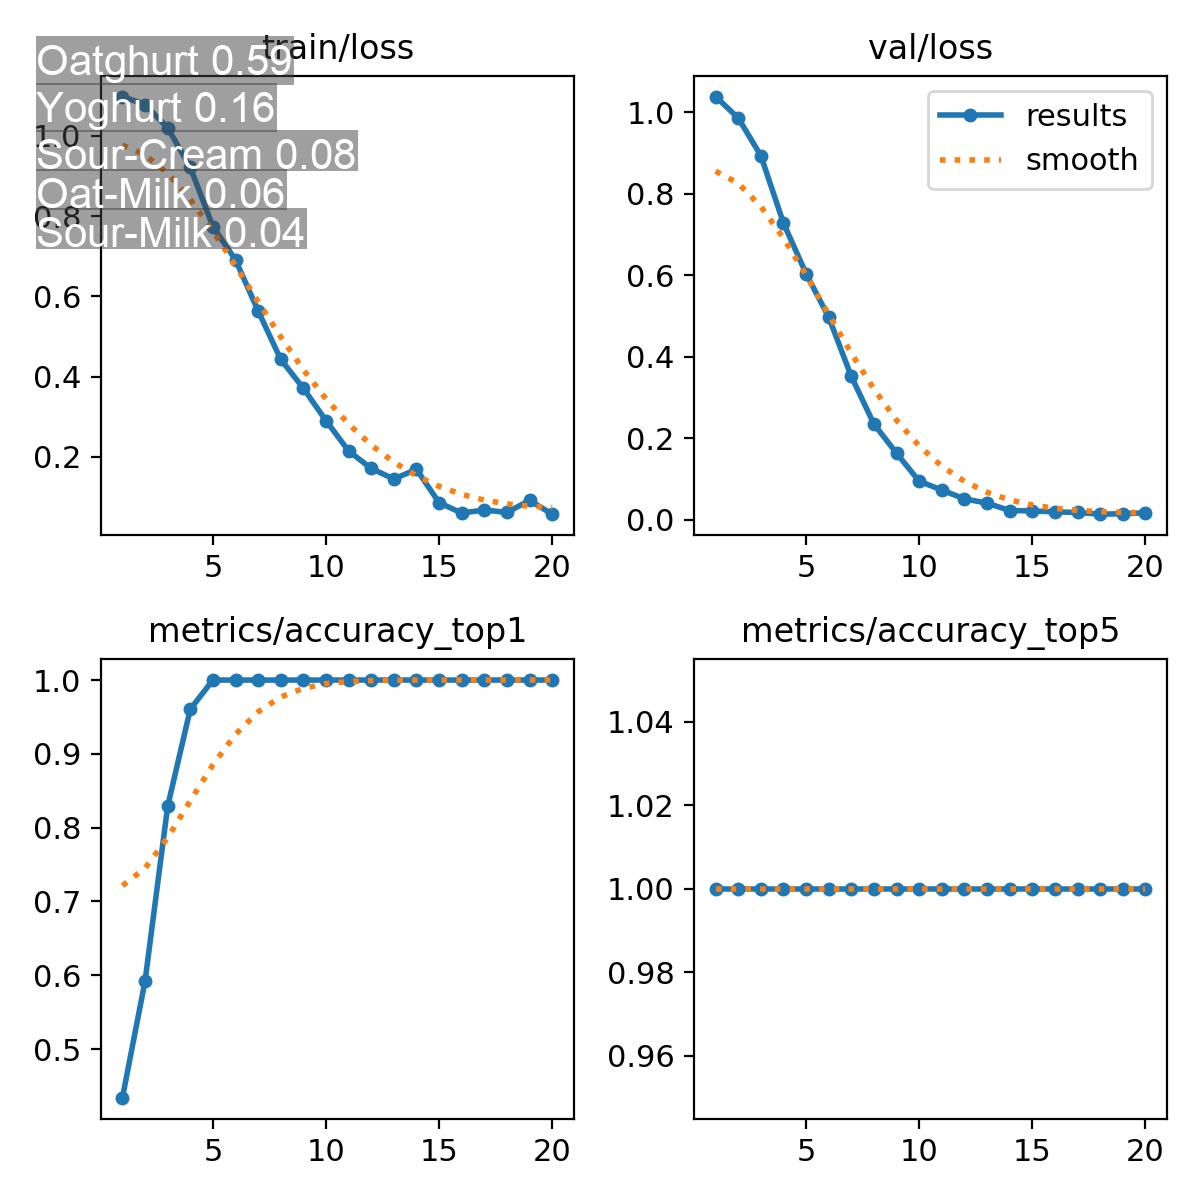 Oatghurt 0.59
train/loss
Yoghurt 0.16
Sour-Cream 0.08
Oat-Milk 0.06
Sour-Milk 0.04
1.0
0.8
0.6
0.4
0.2
5 10 15 20
val/loss
results
smooth
1.0
0.8
0.6
0.4
0.2
0.0
5 10 15 20
metrics/accuracy_top1
1.0
0.9
0.8
0.7
0.6
0.5
5 10 15 20
metrics/accuracy_top5
1.04
1.02
1.00
0.98
0.96
5 10 15 20